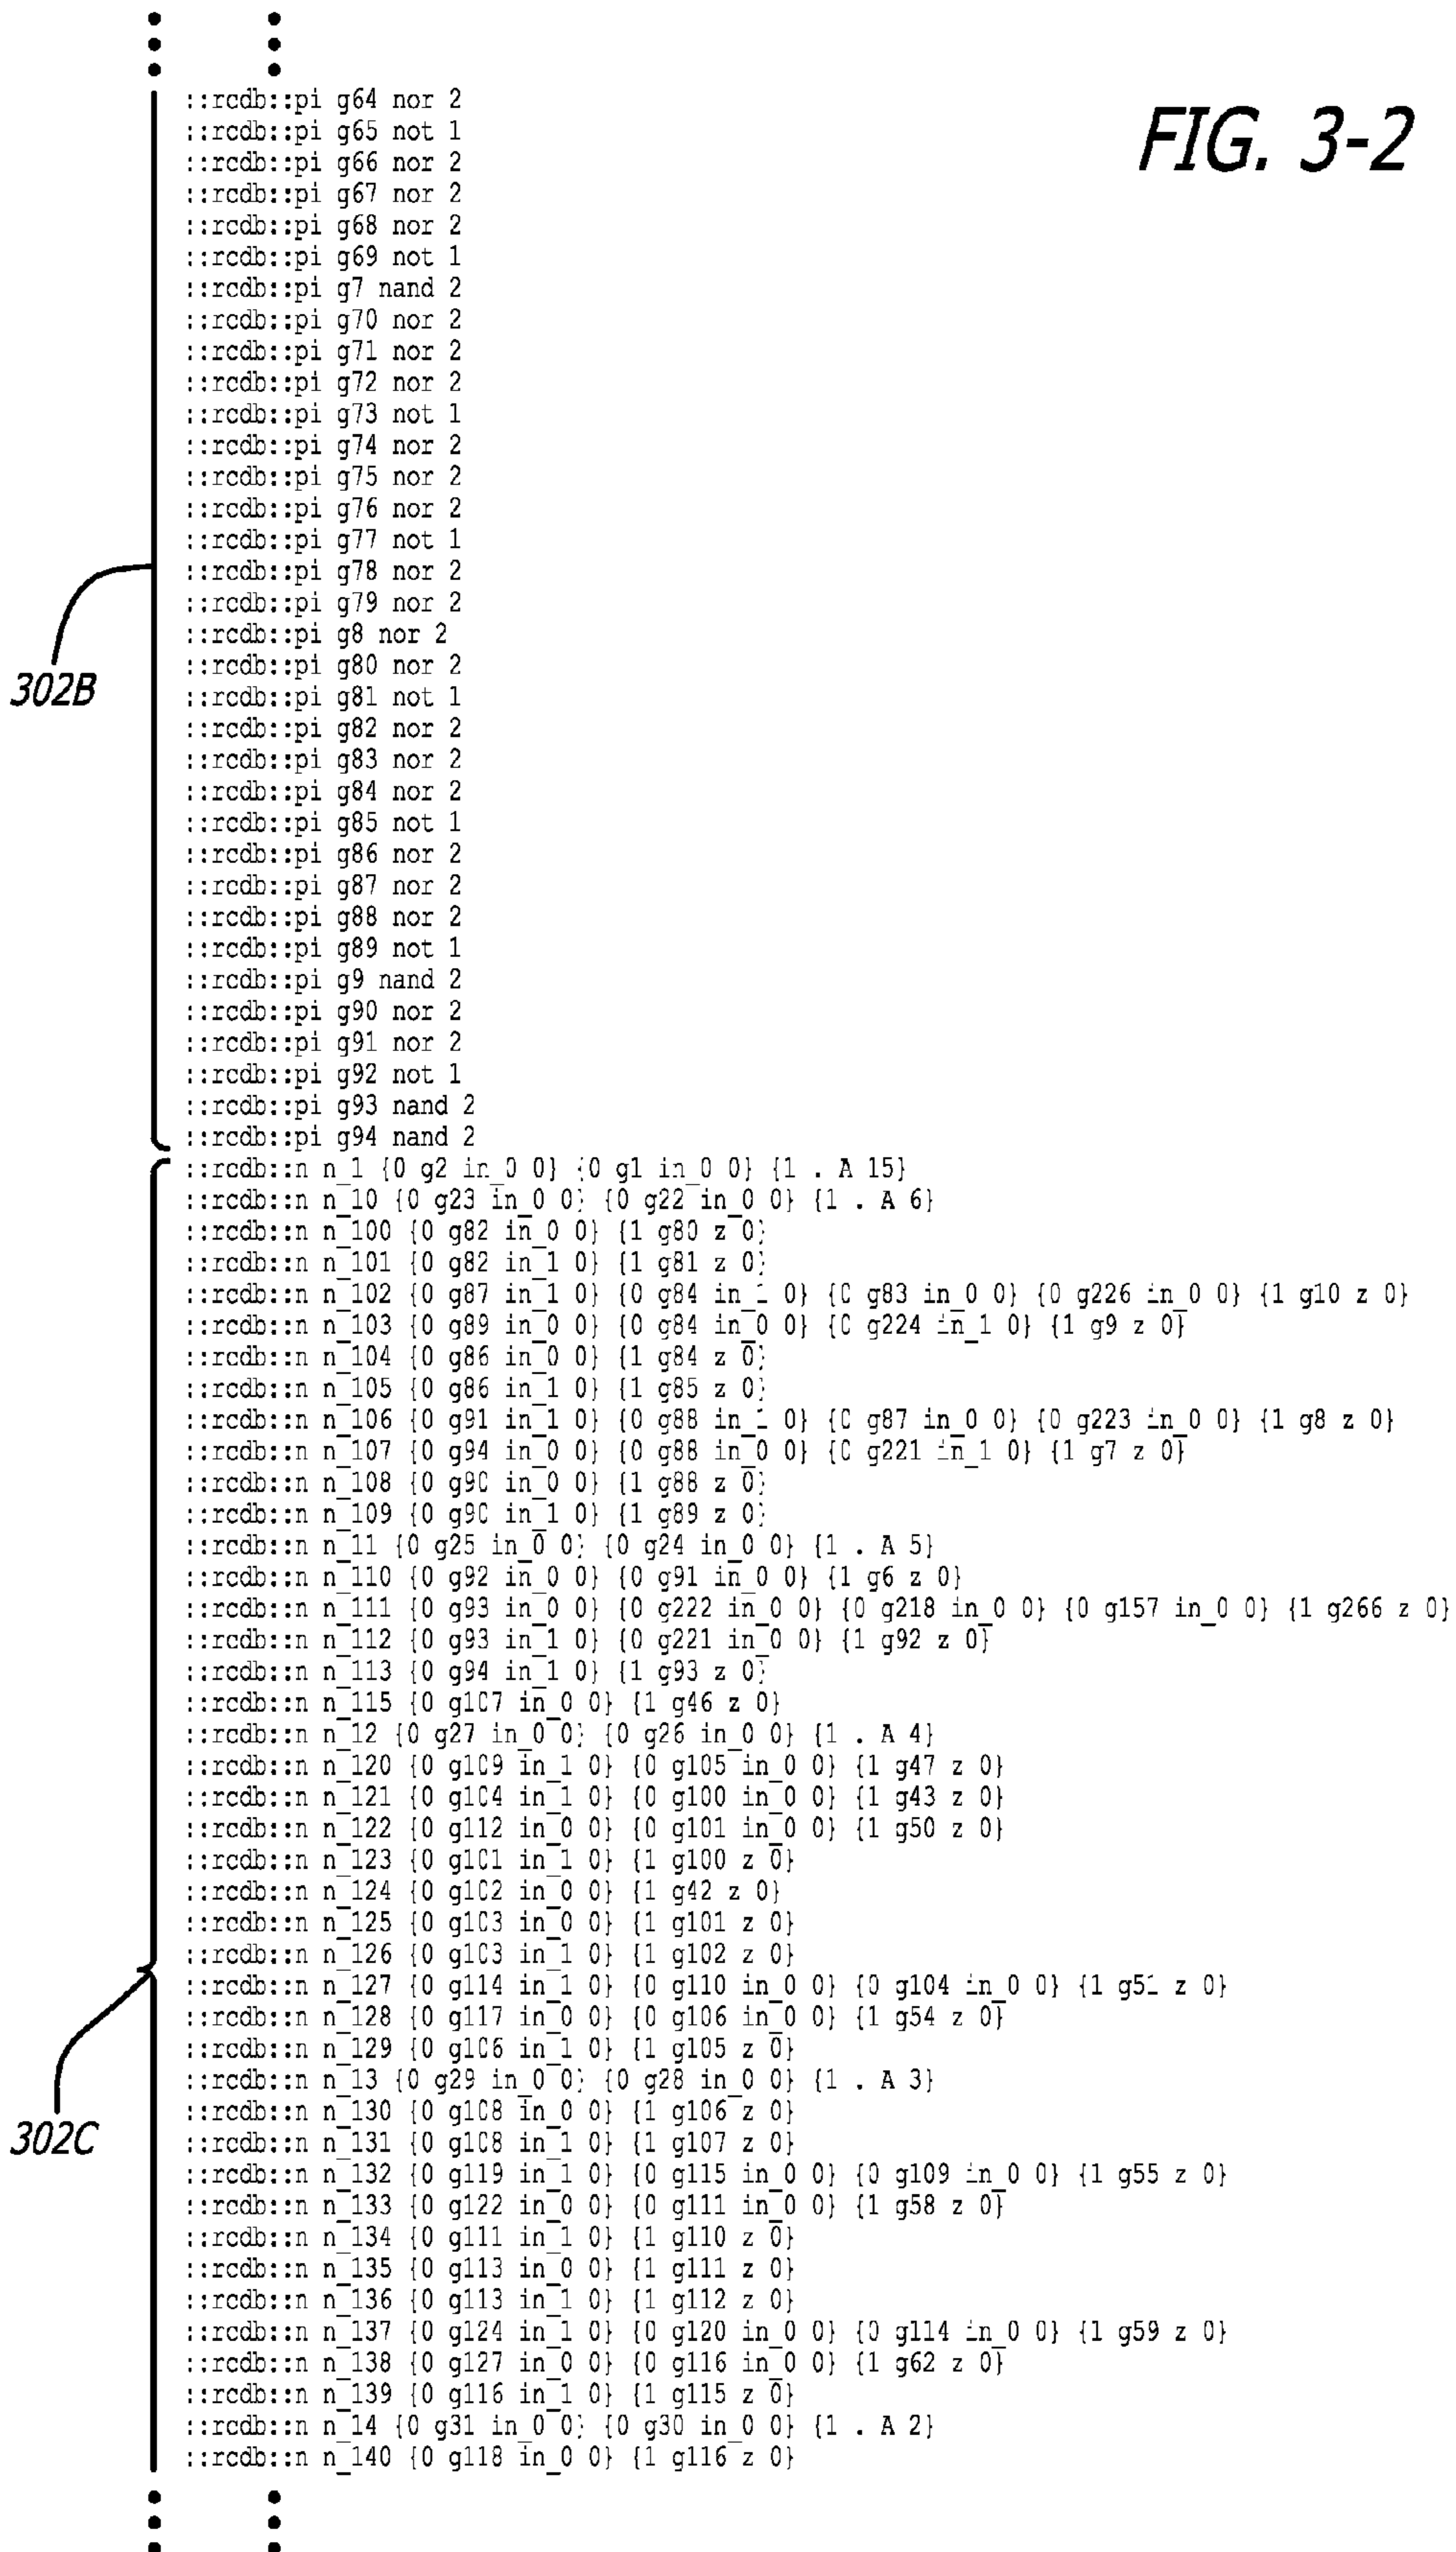 FIG. 3-2
::rcdb::pi g64 nor 2
::rcdb::pi g65 not 1
::rcdb::pi g66 nor 2
::rcdb::pi g67 nor 2
::rcdb::pi g68 nor 2
::rcdb::pi g69 not 1
::rcdb::pi g7 nand 2
::rcdb::pi g70 nor 2
::rcdb::pi g71 nor 2
::rcdb::pi g72 nor 2
::rcdb::pi g73 not 1
::rcdb::pi g74 nor 2
::rcdb::pi g75 nor 2
::rcdb::pi g76 nor 2
::rcdb::pi g77 not 1
::rcdb::pi g78 nor 2
::rcdb::pi g79 nor 2
::rcdb::pi g8 nor 2
::rcdb::pi g80 nor 2
302B
::rcdb::pi g81 not 1
::rcdb::pi g82 nor 2
::rcdb::pi g83 nor 2
::rcdb::pi g84 nor 2
::rcdb::pi g85 not 1
::rcdb::pi g86 nor 2
::rcdb::pi g87 nor 2
::rcdb::pi g88 nor 2
::rcdb::pi g89 not 1
::rcdb::pi g9 nand 2
::rcdb::pi g90 nor 2
::rcdb::pi g91 nor 2
::rcdb::pi g92 not 1
::rcdb::pi g93 nand 2
::rcdb::pi g94 nand 2
::rcdb::n n_1 {0 g2 in_0 0} {0 g1 in_0 0} {1 . A 15}
::rcdb::n n_10 {0 g23 in_0 0} {0 g22 in_0 0} {1 . A 6}
::rcdb::n n_100 {0 g82 in_0 0} {1 g80 z 0}
::rcdb::n n_101 {0 g82 in_1 0} {1 g81 z 0}
::rcdb::n n_102 {0 g87 in_1 0} {0 g84 in_1 0} {0 g83 in_0 0} {0 g226 in_0 0} {1 g10 z 0}
::rcdb::n n_103 {0 g89 in_0 0} {0 g84 in_0 0} {0 g224 in_1 0} {1 g9 z 0}
::rcdb::n n_104 {0 g86 in_0 0} {1 g84 z 0}
::rcdb::n n_105 {0 g86 in_1 0} {1 g85 z 0}
::rcdb::n n_106 {0 g91 in_1 0} {0 g88 in_1 0} {0 g87 in_0 0} {0 g223 in_0 0} {1 g8 z 0}
::rcdb::n n_107 {0 g94 in_0 0} {0 g88 in_0 0} {0 g221 in_1 0} {1 g7 z 0}
::rcdb::n n_108 {0 g90 in_0 0} {1 g88 z 0}
::rcdb::n n_109 {0 g90 in_1 0} {1 g89 z 0}
::rcdb::n n_11 {0 g25 in_0 0} {0 g24 in_0 0} {1 . A 5}
::rcdb::n n_110 {0 g92 in_0 0} {0 g91 in_0 0} {1 g6 z 0}
::rcdb::n n_111 {0 g93 in_0 0} {0 g222 in_0 0} {0 g218 in_0 0} {0 g157 in_0 0} {1 g266 z 0}
::rcdb::n n_112 {0 g93 in_1 0} {0 g221 in_0 0} {1 g92 z 0}
::rcdb::n n_113 {0 g94 in_1 0} {1 g93 z 0}
::rcdb::n n_115 {0 g107 in_0 0} {1 g46 z 0}
::rcdb::n n_12 {0 g27 in_0 0} {0 g26 in_0 0} {1 . A 4}
::rcdb::n n_120 {0 g109 in_1 0} {0 g105 in_0 0} {1 g47 z 0}
::rcdb::n n_121 {0 g104 in_1 0} {0 g100 in_0 0} {1 g43 z 0}
::rcdb::n n_122 {0 g112 in_0 0} {0 g101 in_0 0} {1 g50 z 0}
::rcdb::n n_123 {0 g101 in_1 0} {1 g100 z 0}
::rcdb::n n_124 {0 g102 in_0 0} {1 g42 z 0}
::rcdb::n n_125 {0 g103 in_0 0} {1 g101 z 0}
::rcdb::n n_126 {0 g103 in_1 0} {1 g102 z 0}
::rcdb::n n_127 {0 g114 in_1 0} {0 g110 in_0 0} {0 g104 in_0 0} {1 g51 z 0}
::rcdb::n n_128 {0 g117 in_0 0} {0 g106 in_0 0} {1 g54 z 0}
::rcdb::n n_129 {0 g106 in_1 0} {1 g105 z 0}
::rcdb::n n_13 {0 g29 in_0 0} {0 g28 in_0 0} {1 . A 3}
::rcdb::n n_130 {0 g108 in_0 0} {1 g106 z 0}
302C
::rcdb::n n_131 {0 g108 in_1 0} {1 g107 z 0}
::rcdb::n n_132 {0 g119 in_1 0} {0 g115 in_0 0} {0 g109 in_0 0} {1 g55 z 0}
::rcdb::n n_133 {0 g122 in_0 0} {0 g111 in_0 0} {1 g58 z 0}
::rcdb::n n_134 {0 g111 in_1 0} {1 g110 z 0}
::rcdb::n n_135 {0 g113 in_0 0} {1 g111 z 0}
::rcdb::n n_136 {0 g113 in_1 0} {1 g112 z 0}
::rcdb::n n_137 {0 g124 in_1 0} {0 g120 in_0 0} {0 g114 in_0 0} {1 g59 z 0}
::rcdb::n n_138 {0 g127 in_0 0} {0 g116 in_0 0} {1 g62 z 0}
::rcdb::n n_139 {0 g116 in_1 0} {1 g115 z 0}
::rcdb::n n_14 {0 g31 in_0 0} {0 g30 in_0 0} {1 . A 2}
::rcdb::n n_140 {0 g118 in_0 0} {1 g116 z 0}